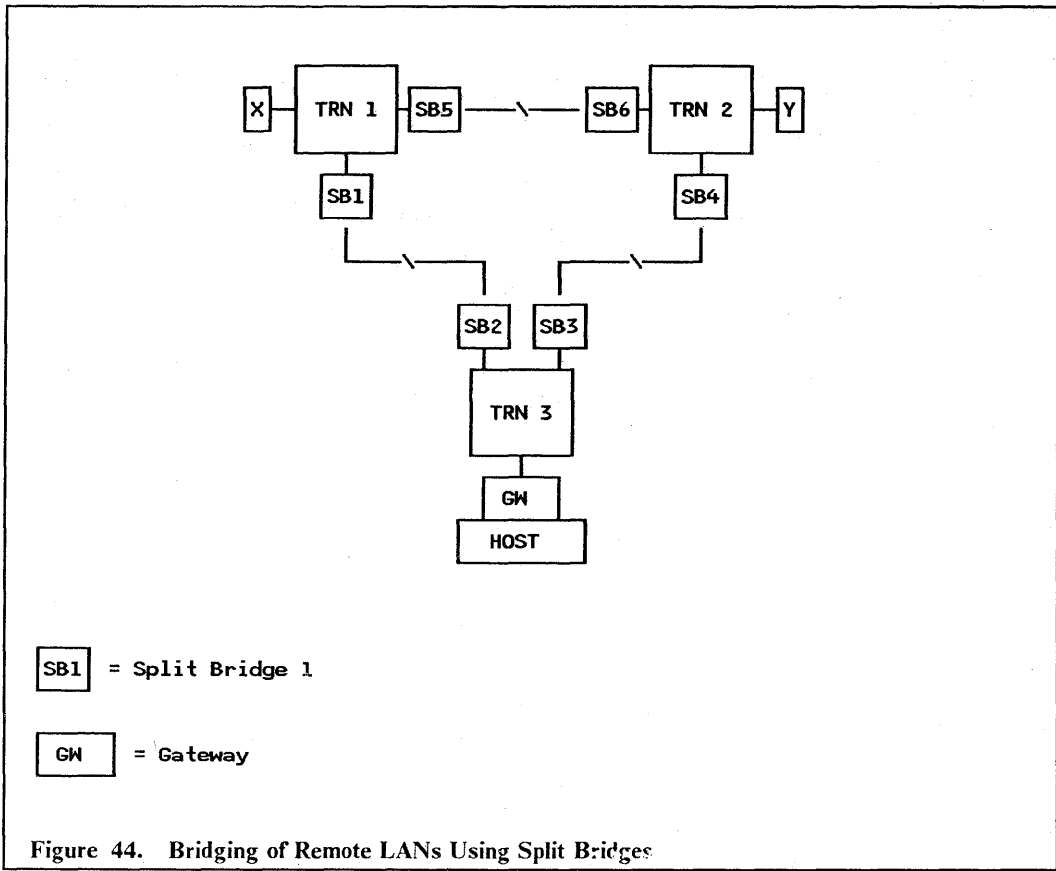 X TRN 1 SB5 SB6 TRN 2 Y
SB1 SB4
SB2 SB3
TRN 3
GW
HOST
SB1 = Split Bridge 1
GW = Gateway
Figure 44. Bridging of Remote LANs Using Split Bridges